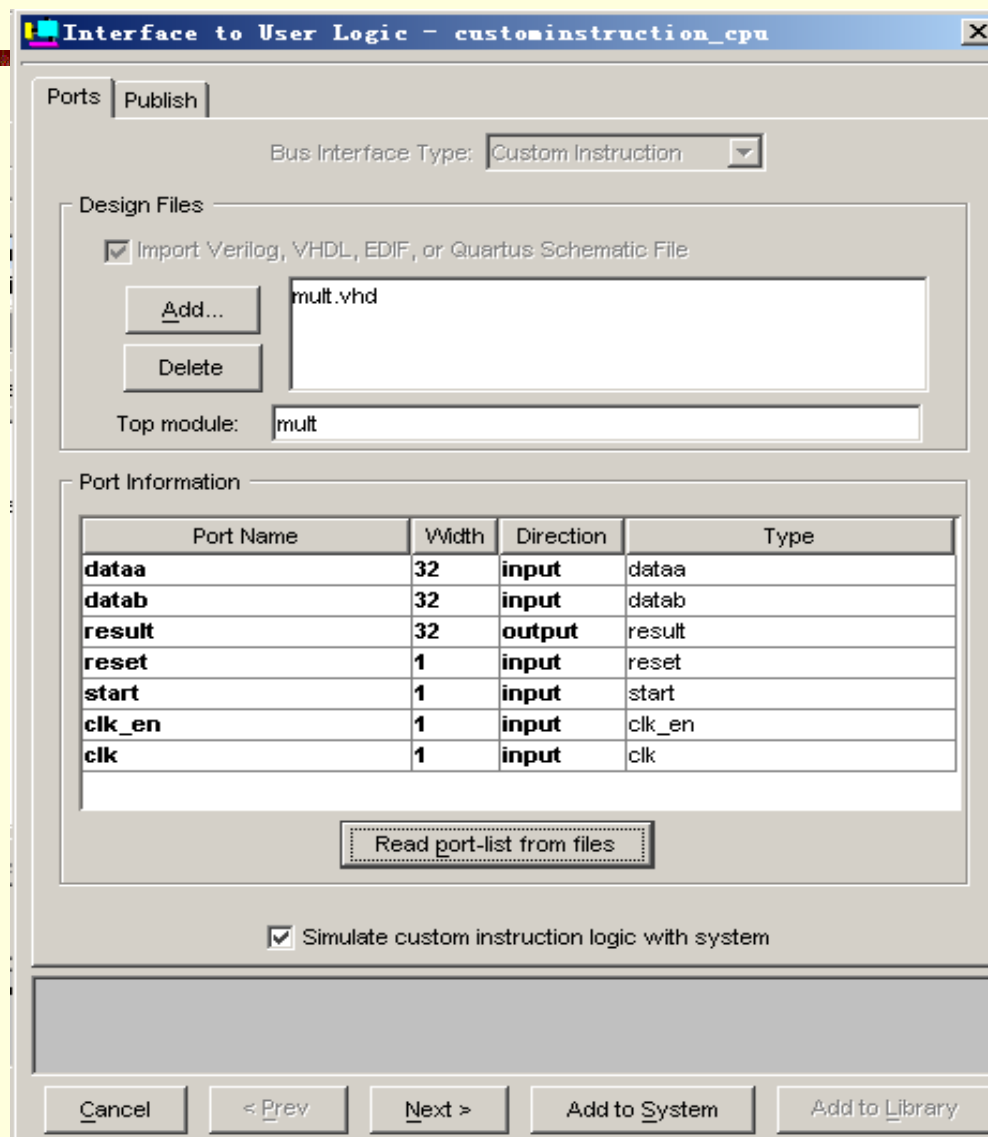 Interface to User Logic - custominstruction_cpu
Ports Publish
Bus Interface Type: Custom Instruction
Design Files
Import Verilog, VHDL, EDIF, or Quartus Schematic File
Add...
mult.vhd
Delete
Top module: mult
Port Information
Port Name Width Direction Type
dataa 32 input dataa
datab 32 input datab
result 32 output result
reset 1 input reset
start 1 input start
clk_en 1 input clk_en
clk 1 input clk
Read port-list from files
Simulate custom instruction logic with system
Cancel < Prev Next > Add to System Add to Library